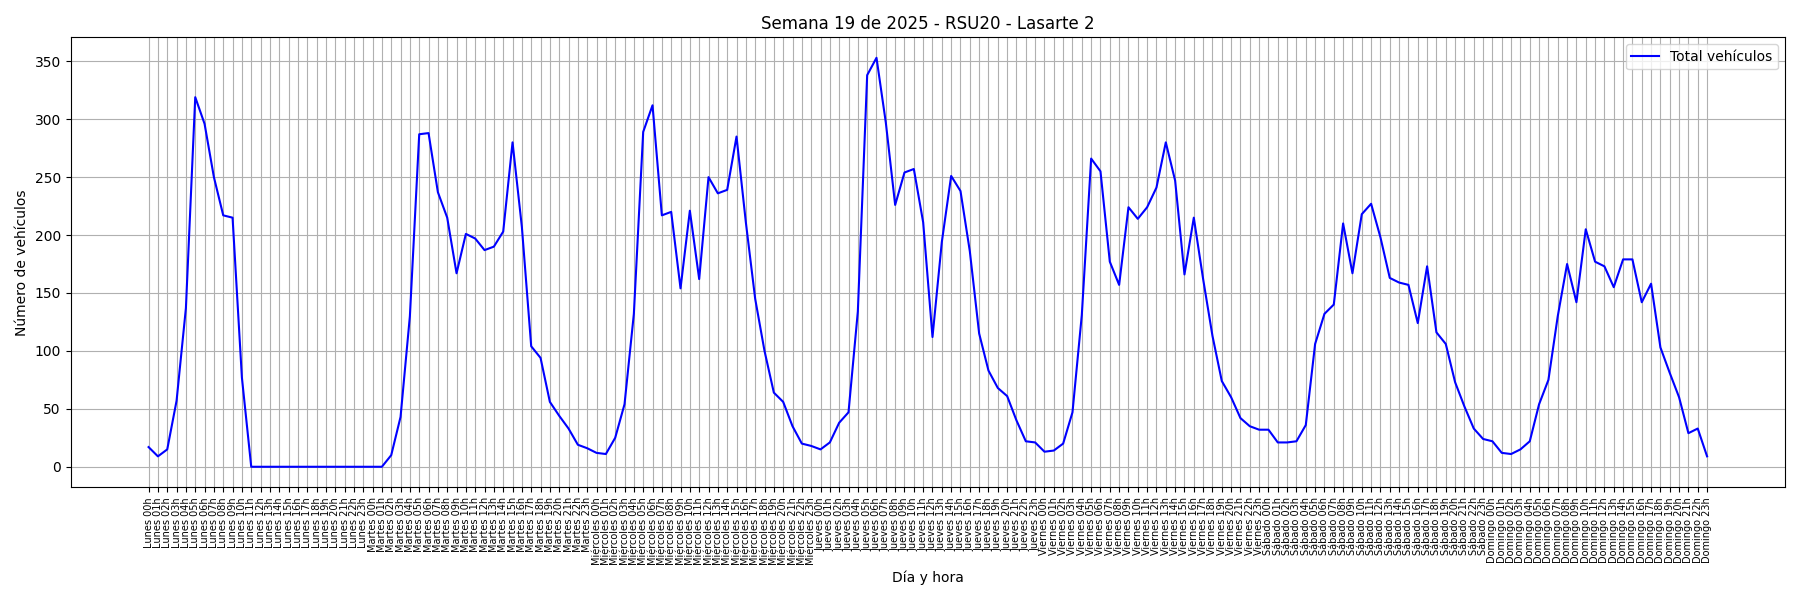 Semana 19 de 2025 - RSU20 - Lasarte 2
Total vehículos
Número de vehículos
350
300
250
200
150
100
50
0
Lunes 00h
Lunes 01h
Lunes 02h
Lunes 03h
Lunes 04h
Lunes 05h
Lunes 06h
Lunes 07h
Lunes 08h
Lunes 09h
Lunes 10h
Lunes 11h
Lunes 12h
Lunes 13h
Lunes 14h
Lunes 15h
Lunes 16h
Lunes 17h
Lunes 18h
Lunes 19h
Lunes 20h
Lunes 21h
Lunes 22h
Lunes 23h
Martes 00h
Martes 01h
Martes 02h
Martes 03h
Martes 04h
Martes 05h
Martes 06h
Martes 07h
Martes 08h
Martes 09h
Martes 10h
Martes 11h
Martes 12h
Martes 13h
Martes 14h
Martes 15h
Martes 16h
Martes 17h
Martes 18h
Martes 19h
Martes 20h
Martes 21h
Martes 22h
Martes 23h
Miércoles 00h
Miércoles 01h
Miércoles 02h
Miércoles 03h
Miércoles 04h
Miércoles 05h
Miércoles 06h
Miércoles 07h
Miércoles 08h
Miércoles 09h
Miércoles 10h
Miércoles 11h
Miércoles 12h
Miércoles 13h
Miércoles 14h
Miércoles 15h
Miércoles 16h
Miércoles 17h
Miércoles 18h
Miércoles 19h
Miércoles 20h
Miércoles 21h
Miércoles 22h
Miércoles 23h
Jueves 00h
Jueves 01h
Jueves 02h
Jueves 03h
Jueves 04h
Jueves 05h
Jueves 06h
Jueves 07h
Jueves 08h
Jueves 09h
Jueves 10h
Jueves 11h
Jueves 12h
Jueves 13h
Jueves 14h
Jueves 15h
Jueves 16h
Jueves 17h
Jueves 18h
Jueves 19h
Jueves 20h
Jueves 21h
Jueves 22h
Jueves 23h
Viernes 00h
Viernes 01h
Viernes 02h
Viernes 03h
Viernes 04h
Viernes 05h
Viernes 06h
Viernes 07h
Viernes 08h
Viernes 09h
Viernes 10h
Viernes 11h
Viernes 12h
Viernes 13h
Viernes 14h
Viernes 15h
Viernes 16h
Viernes 17h
Viernes 18h
Viernes 19h
Viernes 20h
Viernes 21h
Viernes 22h
Viernes 23h
Sábado 00h
Sábado 01h
Sábado 02h
Sábado 03h
Sábado 04h
Sábado 05h
Sábado 06h
Sábado 07h
Sábado 08h
Sábado 09h
Sábado 10h
Sábado 11h
Sábado 12h
Sábado 13h
Sábado 14h
Sábado 15h
Sábado 16h
Sábado 17h
Sábado 18h
Sábado 19h
Sábado 20h
Sábado 21h
Sábado 22h
Sábado 23h
Domingo 00h
Domingo 01h
Domingo 02h
Domingo 03h
Domingo 04h
Domingo 05h
Domingo 06h
Domingo 07h
Domingo 08h
Domingo 09h
Domingo 10h
Domingo 11h
Domingo 12h
Domingo 13h
Domingo 14h
Domingo 15h
Domingo 16h
Domingo 17h
Domingo 18h
Domingo 19h
Domingo 20h
Domingo 21h
Domingo 22h
Domingo 23h
Día y hora